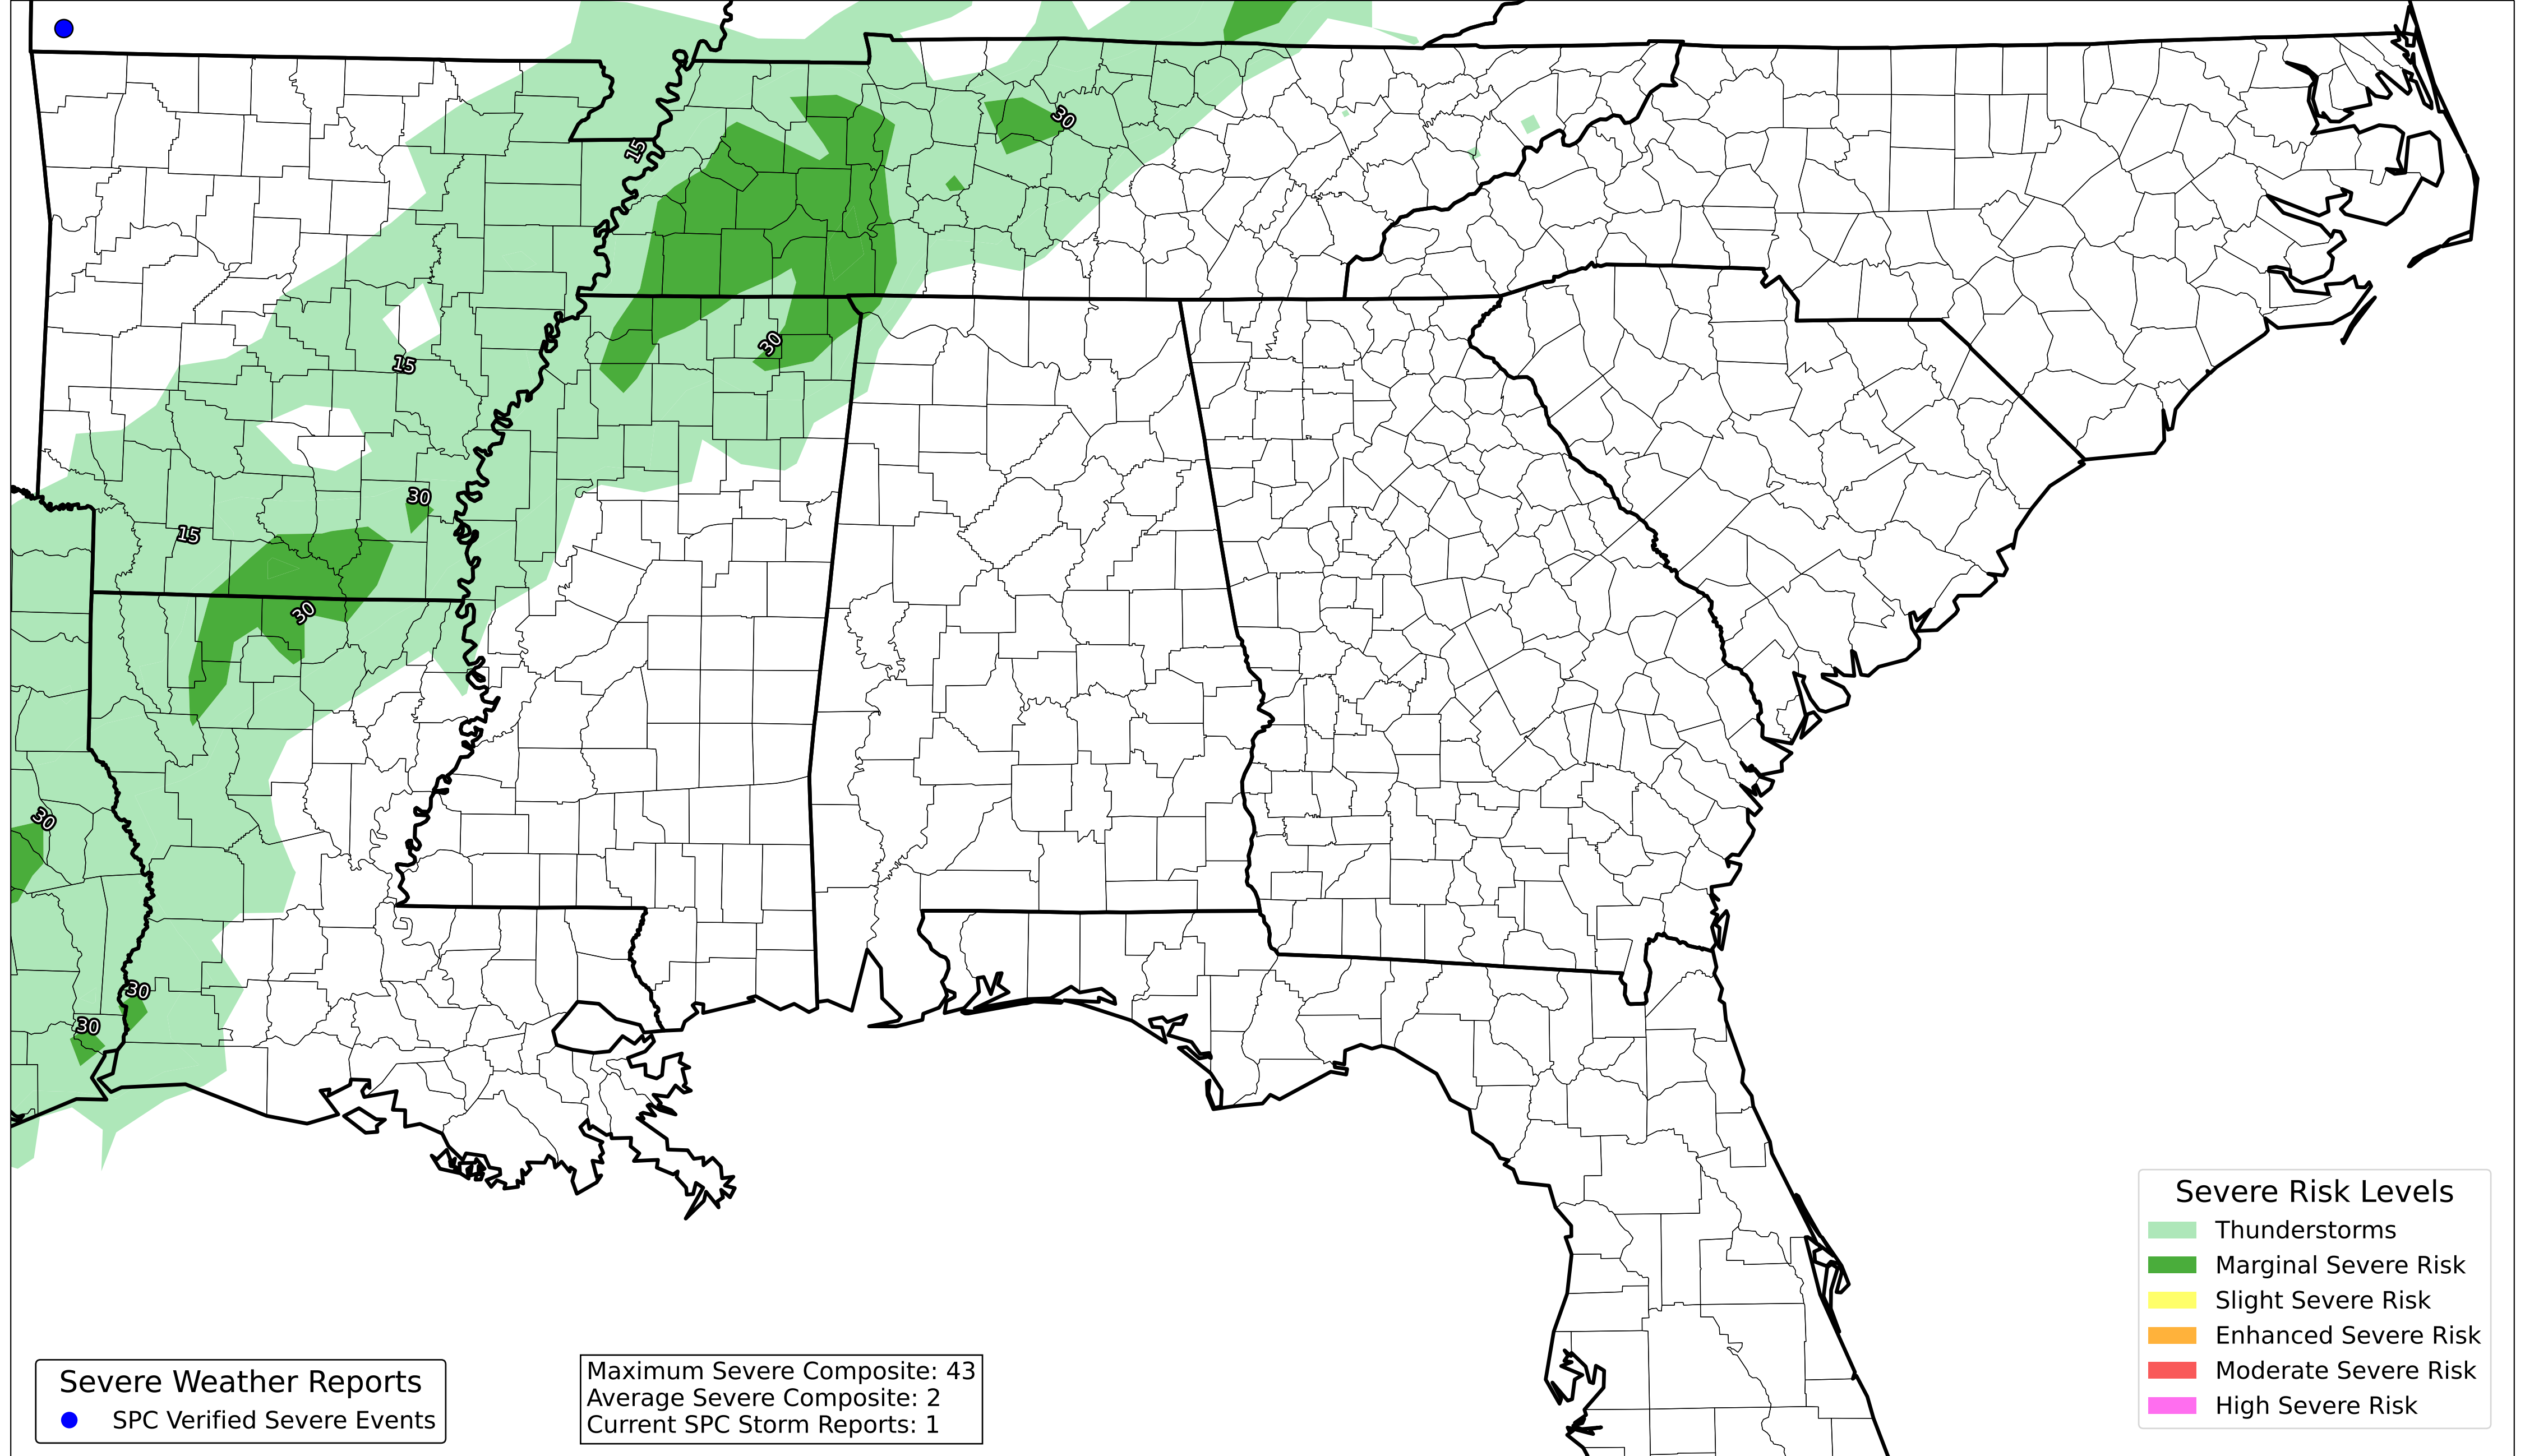 30
15
30
15
30
15
30
30
30
30
Severe Risk Levels
Thunderstorms
Marginal Severe Risk
Slight Severe Risk
Enhanced Severe Risk
Moderate Severe Risk
High Severe Risk
Severe Weather Reports
SPC Verified Severe Events
Maximum Severe Composite: 43
Average Severe Composite: 2
Current SPC Storm Reports: 1